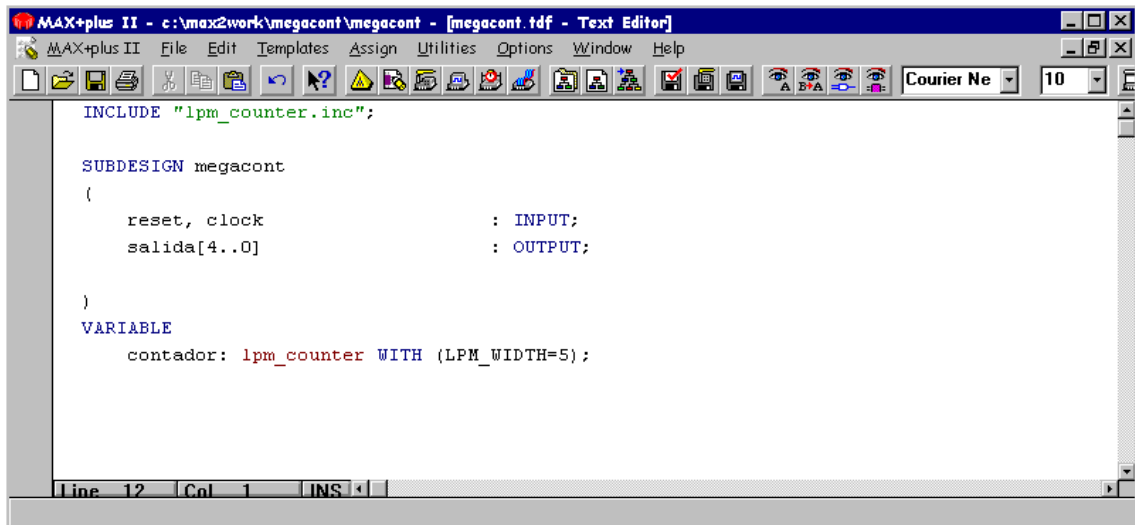 MAX+plus II - c:\max2work\megacont\megacont - [megacont.tdf - Text Editor]
MAX+plus II File Edit Templates Assign Utilities Options Window Help
Courier Ne 10
INCLUDE "lpm_counter.inc";
SUBDESIGN megacont
(
reset, clock : INPUT;
salida[4..0] : OUTPUT;
)
VARIABLE
contador: lpm_counter WITH (LPM_WIDTH=5);
Line 12 Col 1 INS